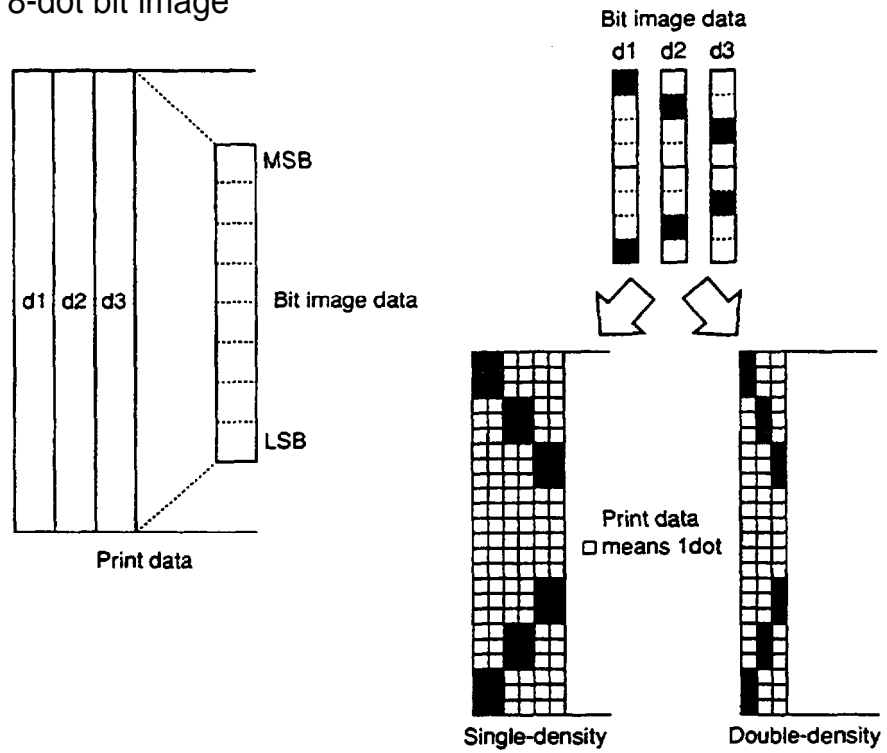 8-dot bit image
d1 d2 d3
MSB
Bit image data
LSB
Print data
Bit image data
d1 d2 d3
Print data
□ means 1dot
Single-density
Double-density